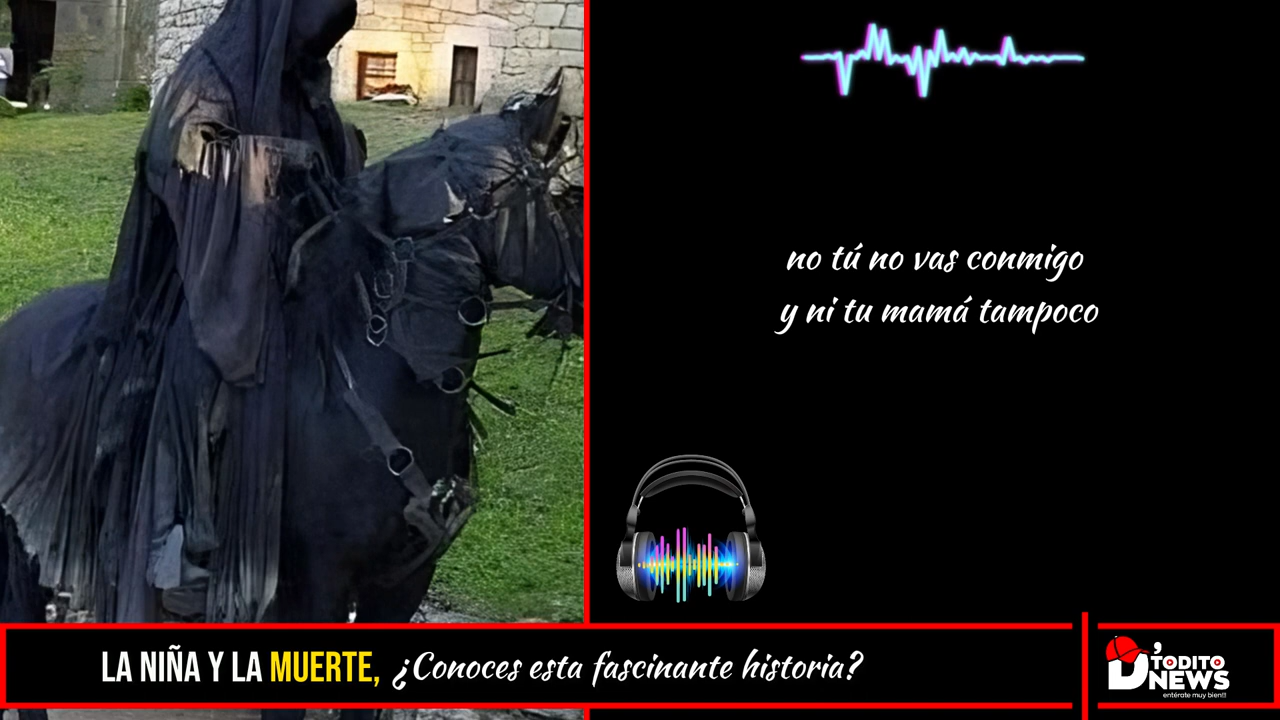 no tú no vas conmigo
y ni tu mamá tampoco
LA NIÑA Y LA MUERTE, ¿Conoces esta fascinante historia?
D'TODITO
NEWS
entérate muy bien!!!